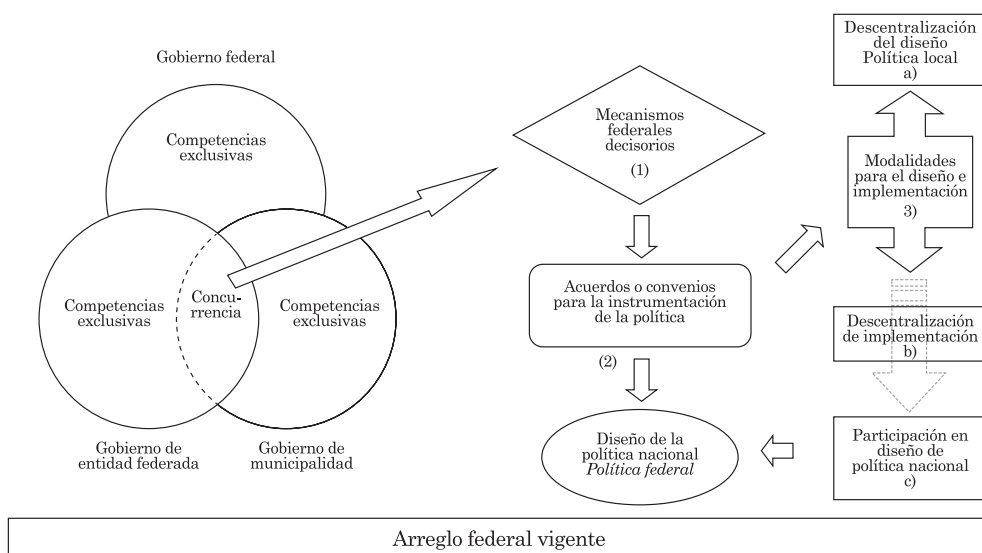 Gobierno federal
Competencias
exclusivas
Competencias
exclusivas
Concu-
rrencia
Competencias
exclusivas
Gobierno de
entidad federada
Gobierno de
municipalidad
Mecanismos
federales
decisorios
(1)
Acuerdos o convenios
para la instrumentación
de la política
(2)
Diseño de la
política nacional
Política federal
Descentralización
del diseño
Política local
a)
Modalidades
para el diseño e
implementación
3)
Descentralización
de implementación
b)
Participación en
diseño de
política nacional
c)
Arreglo federal vigente